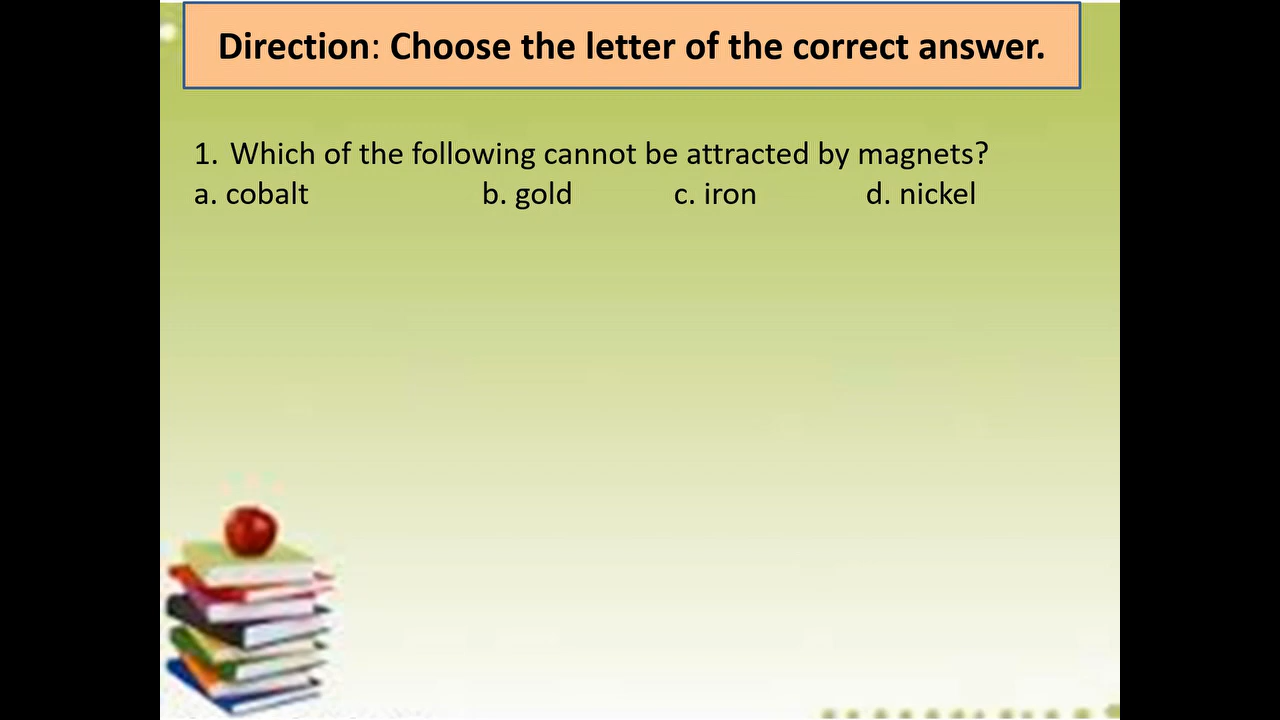 Direction: Choose the letter of the correct answer.
1. Which of the following cannot be attracted by magnets?
a. cobalt b. gold c. iron d. nickel